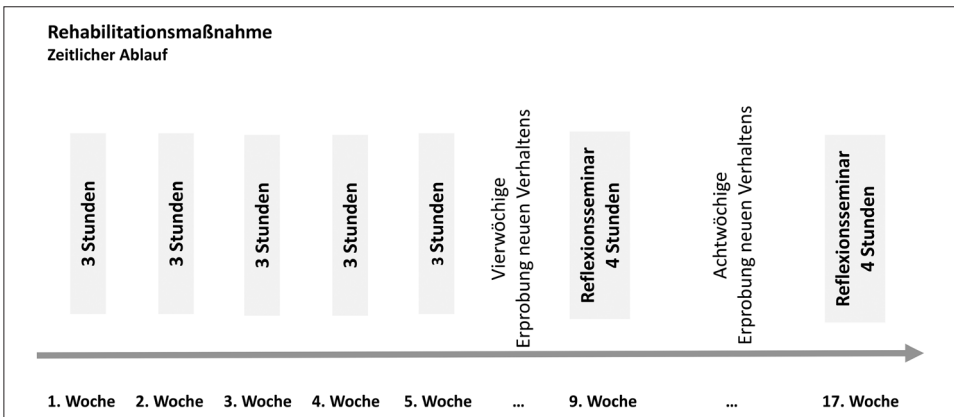 Rehabilitationsmaßnahme
Zeitlicher Ablauf
3 Stunden
3 Stunden
3 Stunden
3 Stunden
3 Stunden
Vierwöchige
Erprobung neuen Verhaltens
Reflexionsseminar
4 Stunden
Achtwöchige
Erprobung neuen Verhaltens
Reflexionsseminar
4 Stunden
1. Woche
2. Woche
3. Woche
4. Woche
5. Woche
...
9. Woche
...
17. Woche